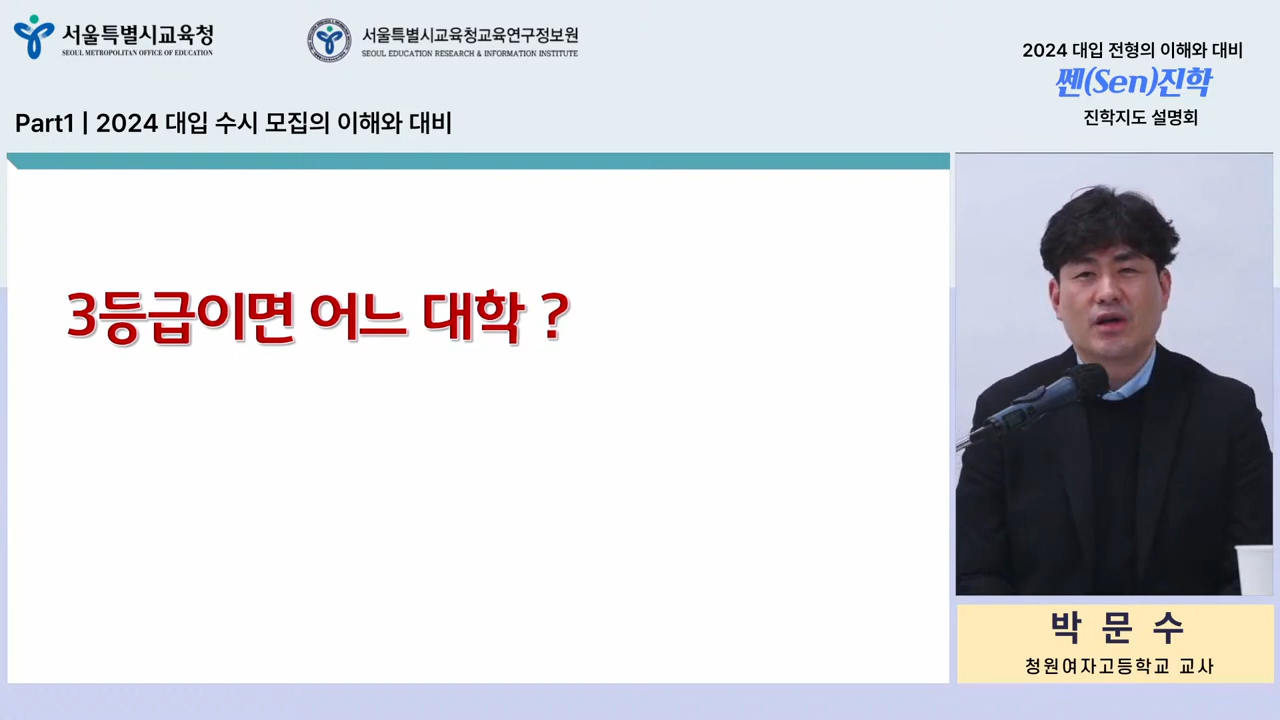 서울특별시교육청
SEOUL METROPOLITAN OFFICE OF EDUCATION
서울특별시교육청교육연구정보원
SEOUL EDUCATION RESEARCH & INFORMATION INSTITUTE
2024 대입 전형의 이해와 대비
쎈(Sen)진학
진학지도 설명회
Part1 | 2024 대입 수시 모집의 이해와 대비
3등급이면 어느 대학 ?
박 문 수
청원여자고등학교 교사